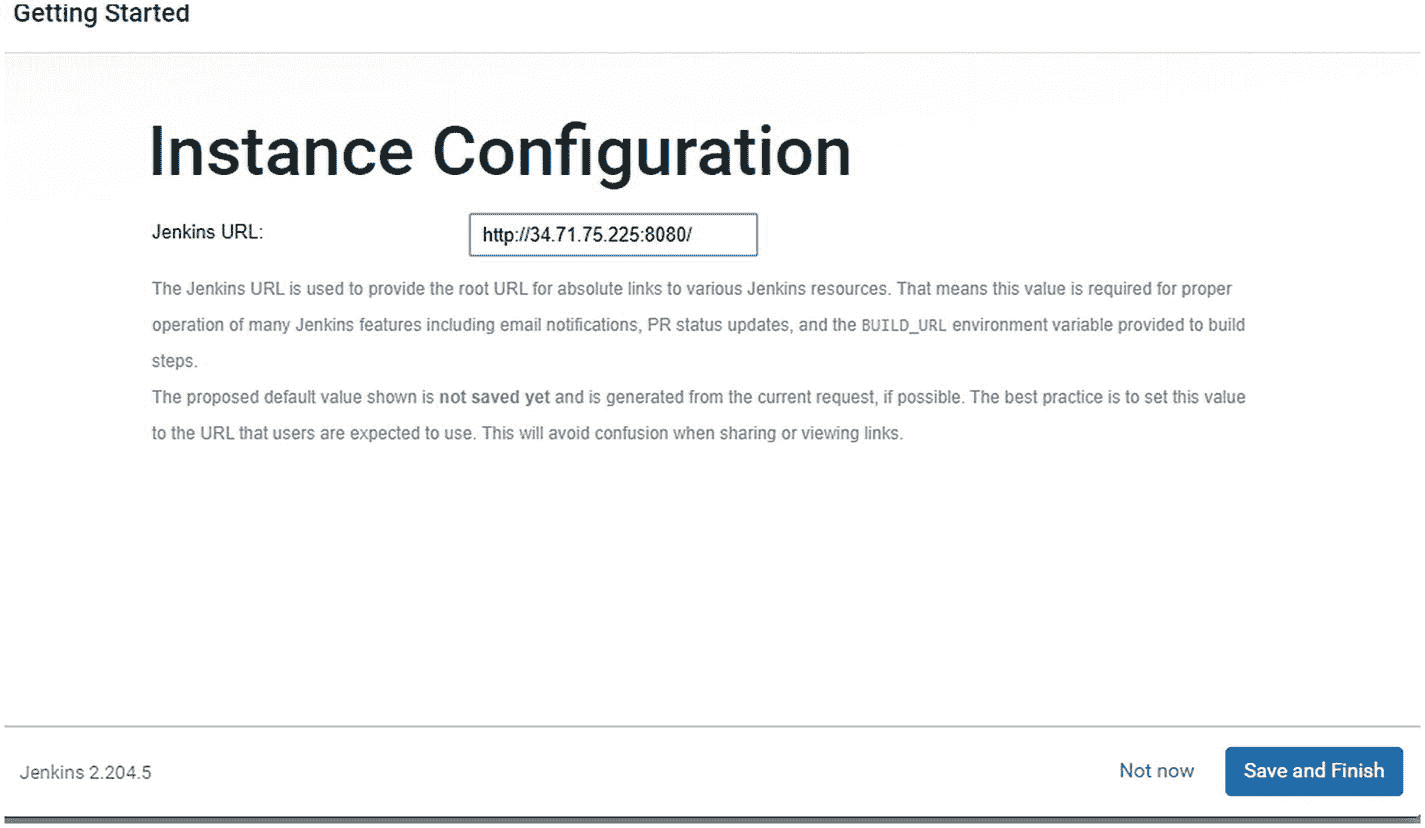 Getting Started
Instance Configuration
Jenkins URL:
http://34.71.75.225:8080/
The Jenkins URL is used to provide the root URL for absolute links to various Jenkins resources. That means this value is required for proper
operation of many Jenkins features including email notifications, PR status updates, and the BUILD_URL environment variable provided to build
steps.
The proposed default value shown is not saved yet and is generated from the current request, if possible. The best practice is to set this value
to the URL that users are expected to use. This will avoid confusion when sharing or viewing links.
Jenkins 2.204.5
Not now
Save and Finish